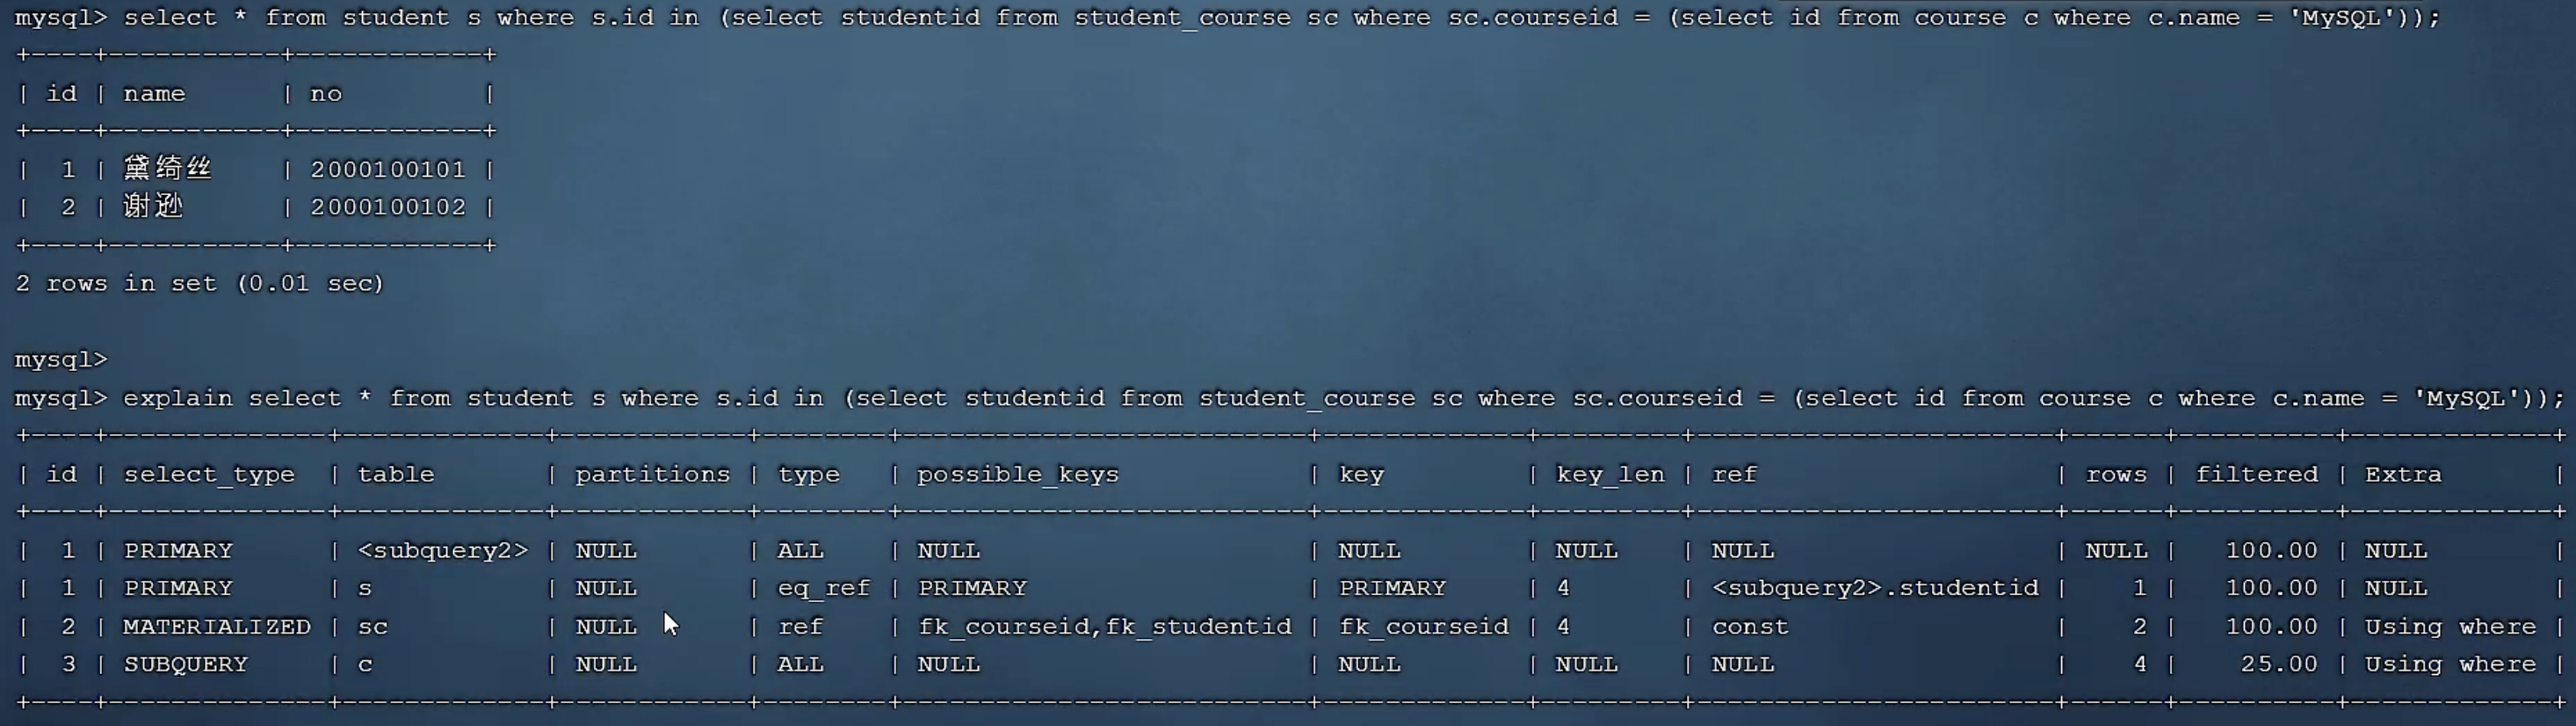 mysql> select * from student s where s.id in (select studentid from student_course sc where sc.courseid = (select id from course c where c.name = 'MySQL'));
+----+-----------+------------+
| id | name      | no         |
+----+-----------+------------+
|  1 | 黛绮丝    | 2000100101 |
|  2 | 谢逊      | 2000100102 |
+----+-----------+------------+
2 rows in set (0.01 sec)
mysql>
mysql> explain select * from student s where s.id in (select studentid from student_course sc where sc.courseid = (select id from course c where c.name = 'MySQL'));
+----+--------------+-------------+------------+--------+--------------------------+-------------+---------+-----------------------+------+----------+-------------+
| id | select_type  | table       | partitions | type   | possible_keys            | key         | key_len | ref                   | rows | filtered | Extra       |
+----+--------------+-------------+------------+--------+--------------------------+-------------+---------+-----------------------+------+----------+-------------+
|  1 | PRIMARY      | <subquery2> | NULL       | ALL    | NULL                     | NULL        | NULL    | NULL                  | NULL |   100.00 | NULL        |
|  1 | PRIMARY      | s           | NULL       | eq_ref | PRIMARY                  | PRIMARY     | 4       | <subquery2>.studentid |    1 |   100.00 | NULL        |
|  2 | MATERIALIZED | sc          | NULL       | ref    | fk_courseid,fk_studentid | fk_courseid | 4       | const                 |    2 |   100.00 | Using where |
|  3 | SUBQUERY     | c           | NULL       | ALL    | NULL                     | NULL        | NULL    | NULL                  |    4 |    25.00 | Using where |
+----+--------------+-------------+------------+--------+--------------------------+-------------+---------+-----------------------+------+----------+-------------+